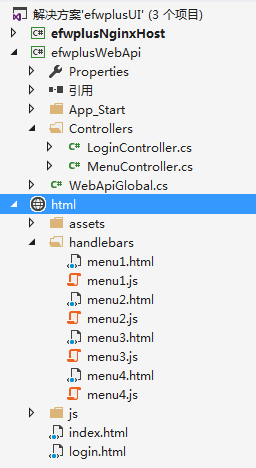 解决方案'efwplusUI' (3 个项目)
efwplusNginxHost
efwplusWebApi
Properties
引用
App_Start
Controllers
LoginController.cs
MenuController.cs
WebApiGlobal.cs
html
assets
handlebars
menu1.html
menu1.js
menu2.html
menu2.js
menu3.html
menu3.js
menu4.html
menu4.js
js
index.html
login.html